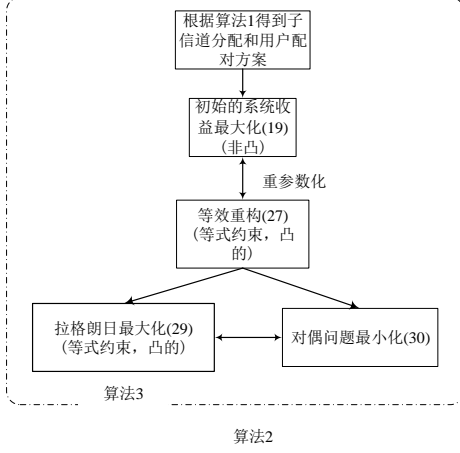 根据算法1得到子
信道分配和用户配
对方案
初始的系统收
益最大化(19)
(非凸)
重参数化
等效重构(27)
(等式约束，凸
的)
拉格朗日最大化(29)
(等式约束，凸的)
对偶问题最小化(30)
算法3
算法2